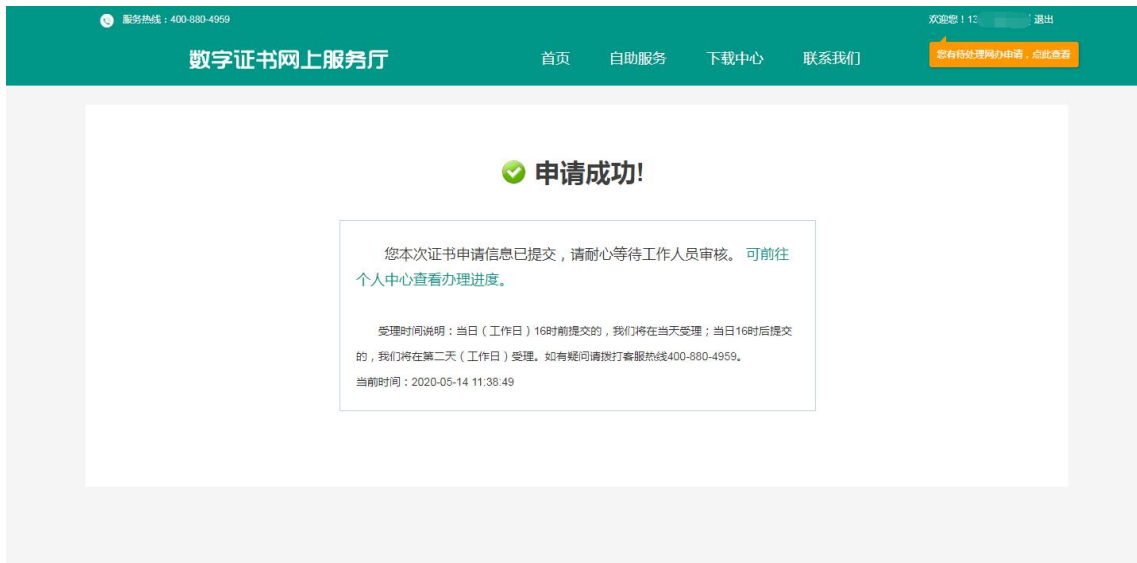 服务热线：400-880-4959
欢迎您！13 退出
数字证书网上服务厅
首页 自助服务 下载中心 联系我们
您有待处理网办申请，点此查看
申请成功!
您本次证书申请信息已提交，请耐心等待工作人员审核。 可前往
个人中心查看办理进度。
受理时间说明：当日（工作日）16时前提交的，我们将在当天受理；当日16时后提交
的，我们将在第二天（工作日）受理。如有疑问请拨打客服热线400-880-4959。
当前时间：2020-05-14 11:38:49